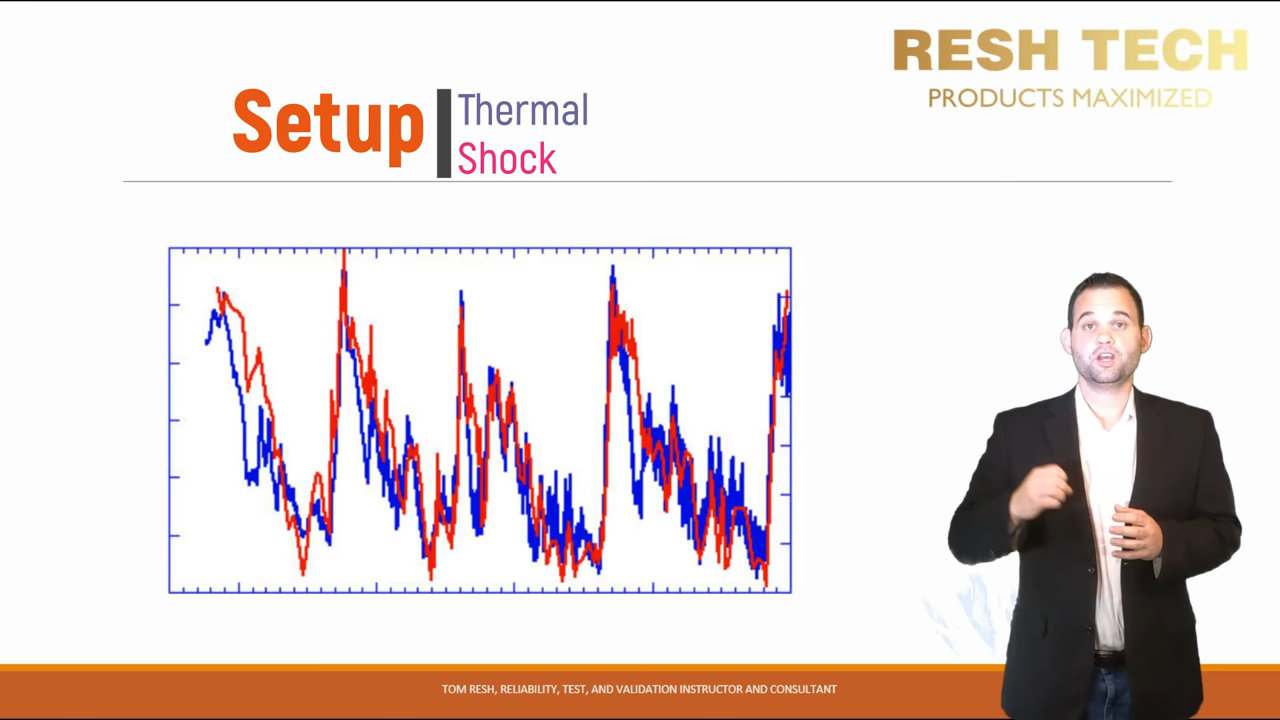 RESH TECH
PRODUCTS MAXIMIZED
Setup
Thermal
Shock
TOM RESH, RELIABILITY, TEST, AND VALIDATION INSTRUCTOR AND CONSULTANT